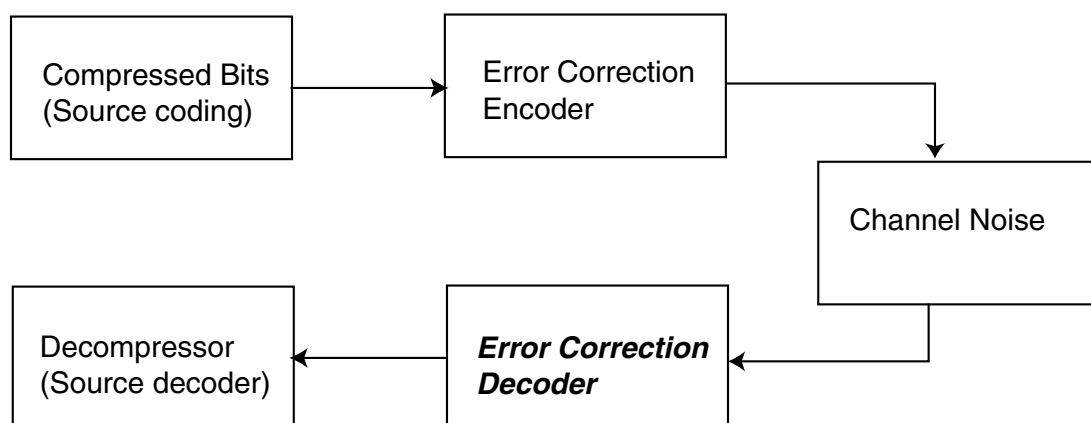 Compressed Bits
(Source coding)
Error Correction
Encoder
Channel Noise
Error Correction
Decoder
Decompressor
(Source decoder)